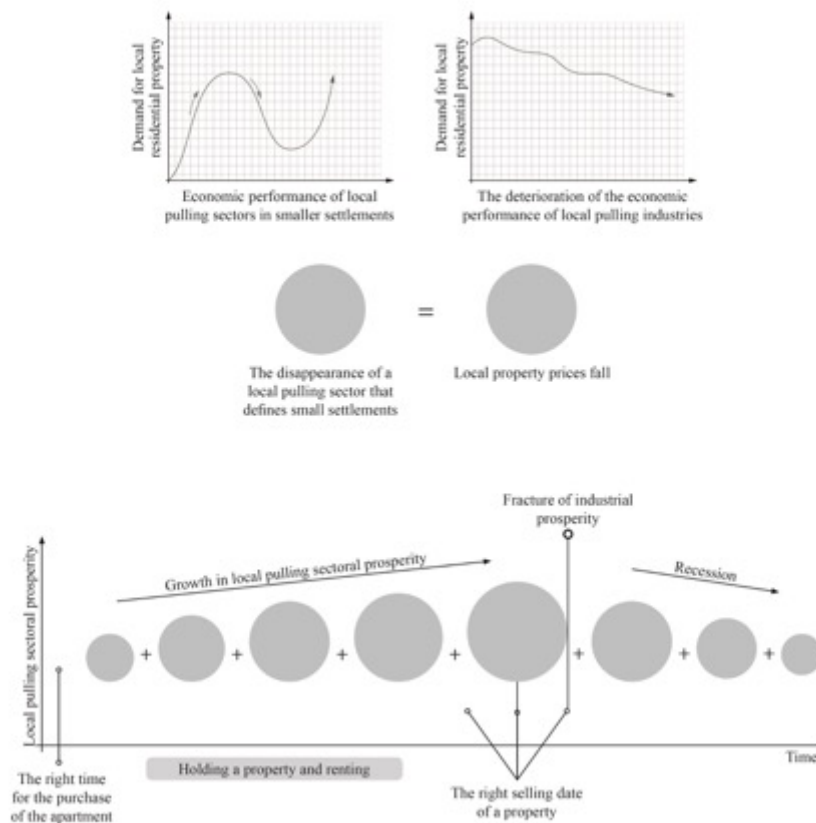 Demand for local
residential property
Economic performance of local
pulling sectors in smaller settlements
Demand for local
residential property
The deterioration of the economic
performance of local pulling industries
=
The disappearance of a
local pulling sector that
defines small settlements
Local property prices fall
Fracture of industrial
prosperity
Local pulling sectoral prosperity
Growth in local pulling sectoral prosperity
Recession
+ + + + + + +
Time
The right time
for the purchase
of the apartment
Holding a property and renting
The right selling date
of a property